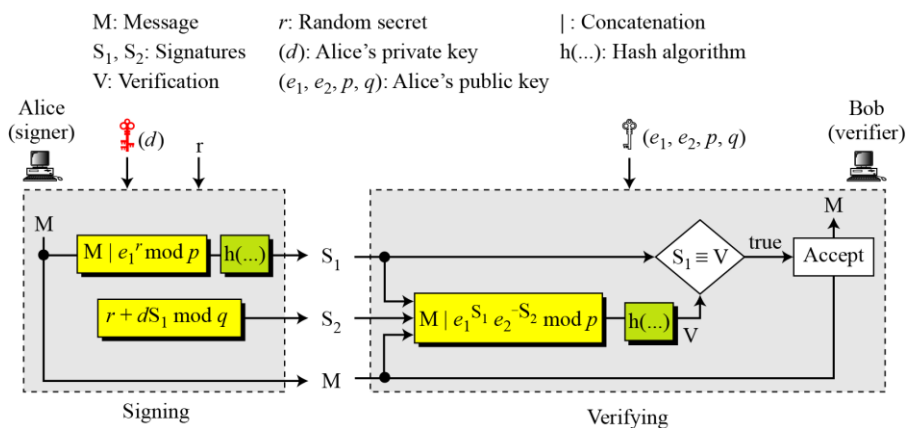 M: Message r: Random secret | : Concatenation
S₁, S₂: Signatures (d): Alice's private key h(...): Hash algorithm
V: Verification (e₁, e₂, p, q): Alice's public key
Alice
(signer)
Bob
(verifier)
(d)
r
(e₁, e₂, p, q)
M
M
M | e₁ʳ mod p
h(...)
S₁
S₁ ≡ V
true
Accept
r + dS₁ mod q
S₂
M | e₁^S₁ e₂^–S₂ mod p
h(...)
V
M
Signing
Verifying